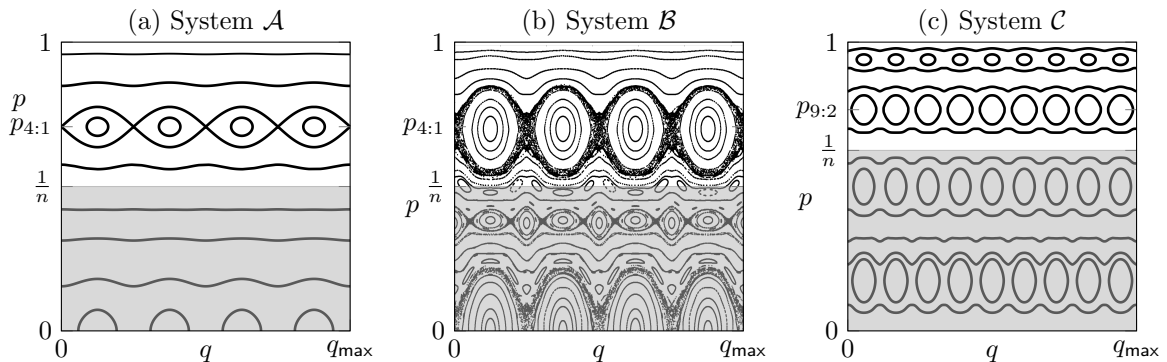 (a) System 𝒜
(b) System ℬ
(c) System 𝒞
1
p
p4:1
1/n
0
0
q
qmax
1
p4:1
1/n
p
0
0
q
qmax
1
p9:2
1/n
p
0
0
q
qmax